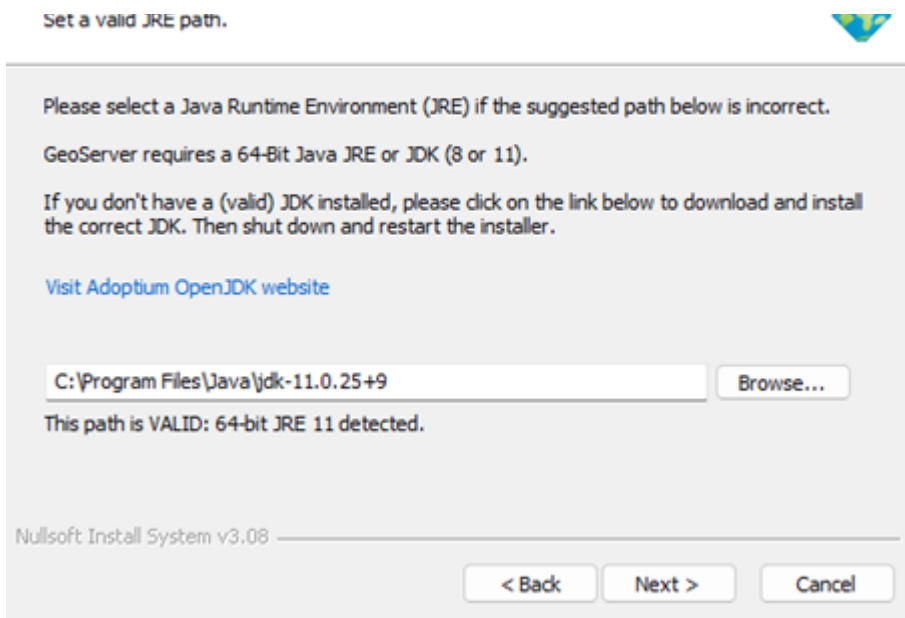 Set a valid JRE path.
Please select a Java Runtime Environment (JRE) if the suggested path below is incorrect.
GeoServer requires a 64-Bit Java JRE or JDK (8 or 11).
If you don't have a (valid) JDK installed, please click on the link below to download and install
the correct JDK. Then shut down and restart the installer.
Visit Adoptium OpenJDK website
C:\Program Files\Java\jdk-11.0.25+9
Browse...
This path is VALID: 64-bit JRE 11 detected.
Nullsoft Install System v3.08
< Back
Next >
Cancel